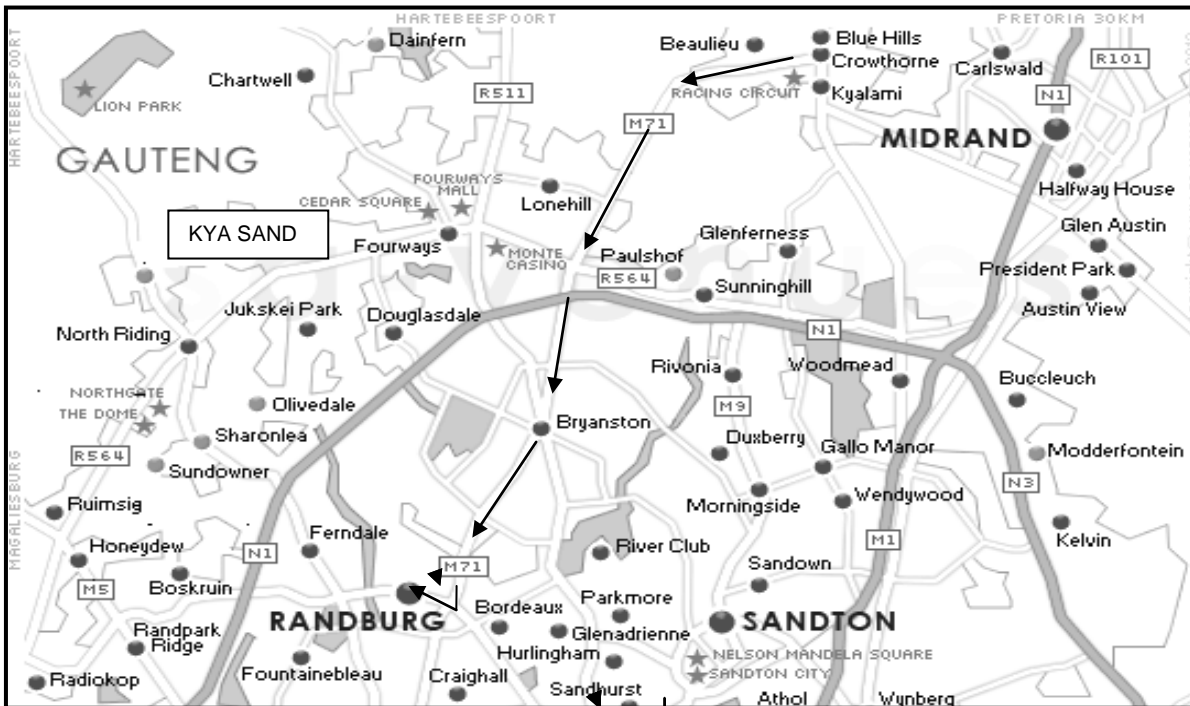 HARTEBEESPOORT
PRETORIA 30KM
Dainfern
Beaulieu
Blue Hills
Crowthorne
Carlswald
R101
Chartwell
LION PARK
R511
RACING CIRCUIT
Kyalami
N1
HARTEBEESPOORT
M71
MIDRAND
GAUTENG
FOURWAYS
MALL
Lonehill
Halfway House
CEDAR SQUARE
KYA SAND
Fourways
MONTE
CASINO
Paulshof
Glenferness
Glen Austin
R564
Sunninghill
President Park
Austin View
Jukskei Park
Douglasdale
North Riding
N1
Rivonia
Woodmead
Buccleuch
NORTHGATE
THE DOME
Olivedale
M9
Bryanston
Sharonlea
Duxberry
Gallo Manor
Modderfontein
R564
Sundowner
MAGALIESBURG
Ruimsig
Morningside
Wendywood
N3
Ferndale
Kelvin
Honeydew
N1
River Club
M1
M5
Boskruin
M71
Sandown
RANDBURG
Bordeaux
Parkmore
SANDTON
Randpark
Ridge
Glenadrienne
Hurlingham
NELSON MANDELA SQUARE
SANDTON CITY
Radiokop
Fountainebleau
Craighall
Sandhurst
Athol
Wynberg